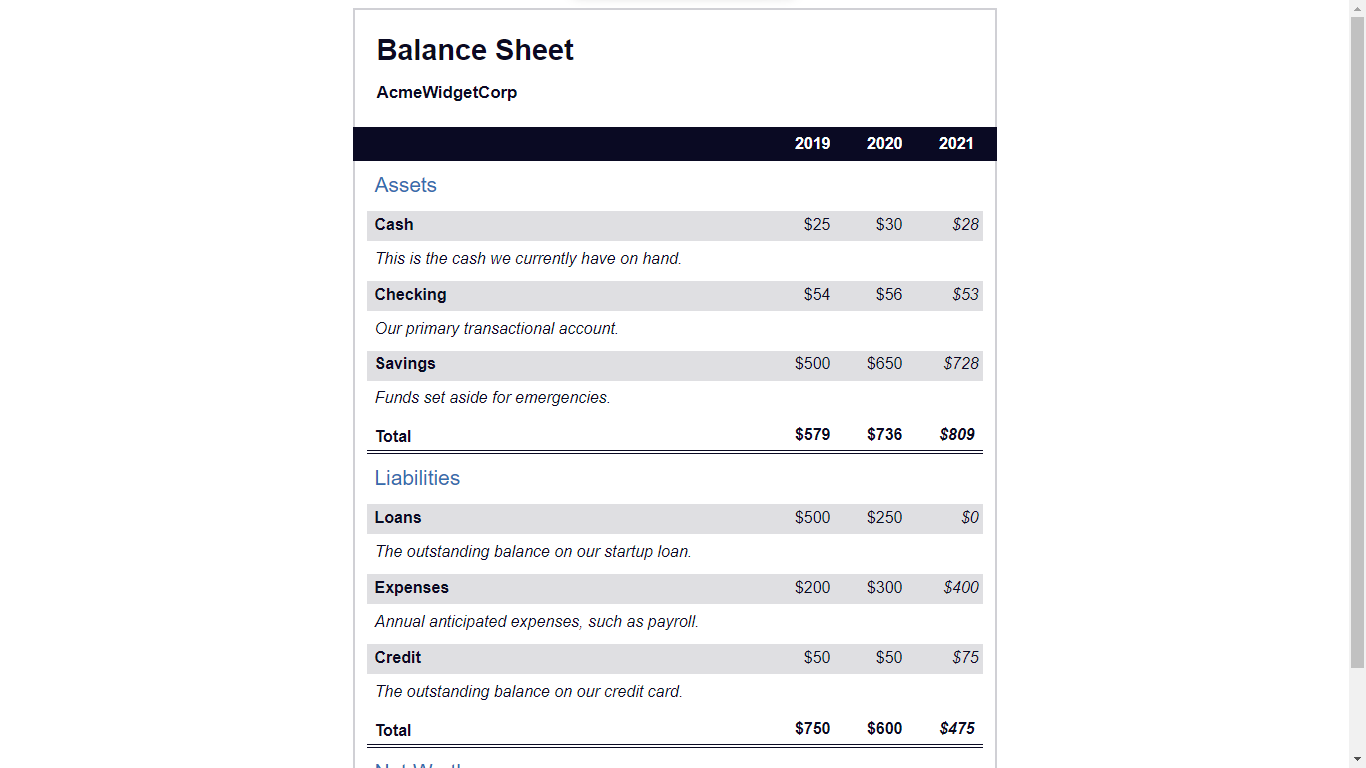 Balance Sheet
AcmeWidgetCorp
2019 2020 2021
Assets
Cash $25 $30 $28
This is the cash we currently have on hand.
Checking $54 $56 $53
Our primary transactional account.
Savings $500 $650 $728
Funds set aside for emergencies.
Total $579 $736 $809
Liabilities
Loans $500 $250 $0
The outstanding balance on our startup loan.
Expenses $200 $300 $400
Annual anticipated expenses, such as payroll.
Credit $50 $50 $75
The outstanding balance on our credit card.
Total $750 $600 $475